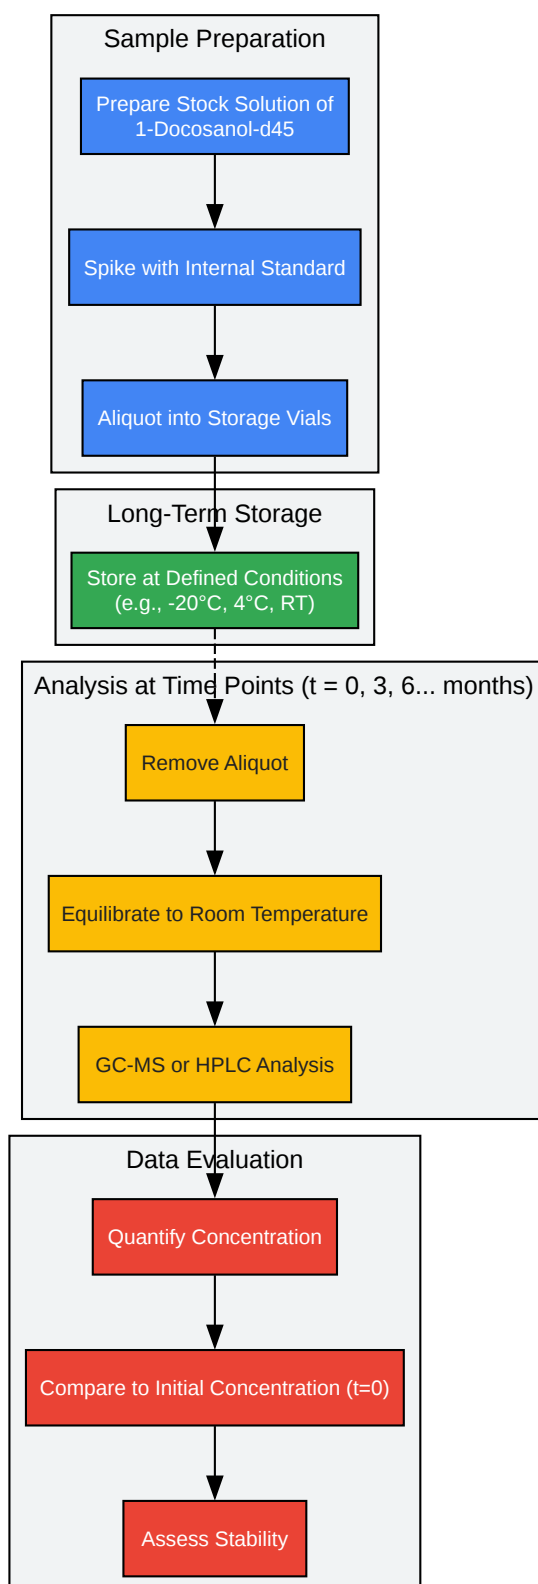 Sample Preparation
Prepare Stock Solution of
1-Docosanol-d45
Spike with Internal Standard
Aliquot into Storage Vials
Long-Term Storage
Store at Defined Conditions
(e.g., -20°C, 4°C, RT)
Analysis at Time Points (t = 0, 3, 6... months)
Remove Aliquot
Equilibrate to Room Temperature
GC-MS or HPLC Analysis
Data Evaluation
Quantify Concentration
Compare to Initial Concentration (t=0)
Assess Stability